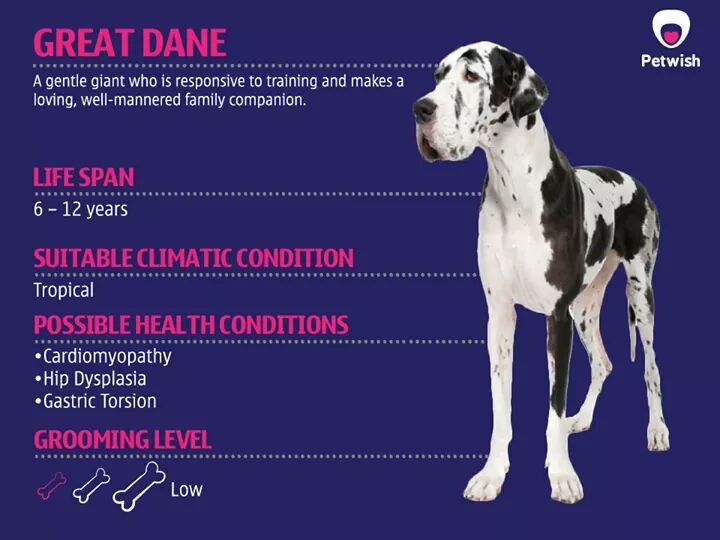 GREAT DANE
Petwish
A gentle giant who is responsive to training and makes a
loving, well-mannered family companion.
LIFE SPAN
6 – 12 years
SUITABLE CLIMATIC CONDITION
Tropical
POSSIBLE HEALTH CONDITIONS
•Cardiomyopathy
•Hip Dysplasia
•Gastric Torsion
GROOMING LEVEL
Low